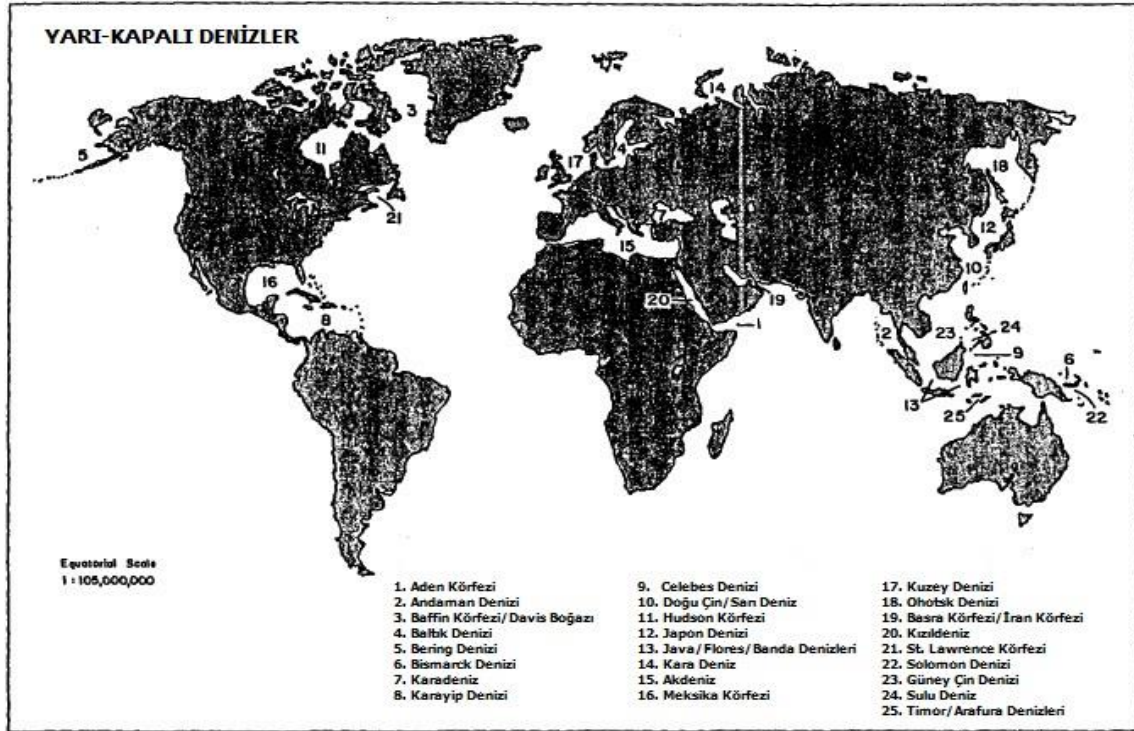 YARI-KAPALI DENİZLER
14
3
5
11
4
17
18
21
7
12
15
10
16
20
19
8
1
2
23
24
9
6
13
25
22
Equatorial Scale
1 : 105,000,000
1. Aden Körfezi
2. Andaman Denizi
3. Baffin Körfezi/Davis Boğazı
4. Baltık Denizi
5. Bering Denizi
6. Bismarck Denizi
7. Karadeniz
8. Karayip Denizi
9. Celebes Denizi
10. Doğu Çin/Sarı Deniz
11. Hudson Körfezi
12. Japon Denizi
13. Java/Flores/Banda Denizleri
14. Kara Deniz
15. Akdeniz
16. Meksika Körfezi
17. Kuzey Denizi
18. Ohotsk Denizi
19. Basra Körfezi/İran Körfezi
20. Kızıldeniz
21. St. Lawrence Körfezi
22. Solomon Denizi
23. Güney Çin Denizi
24. Sulu Deniz
25. Timor/Arafura Denizleri